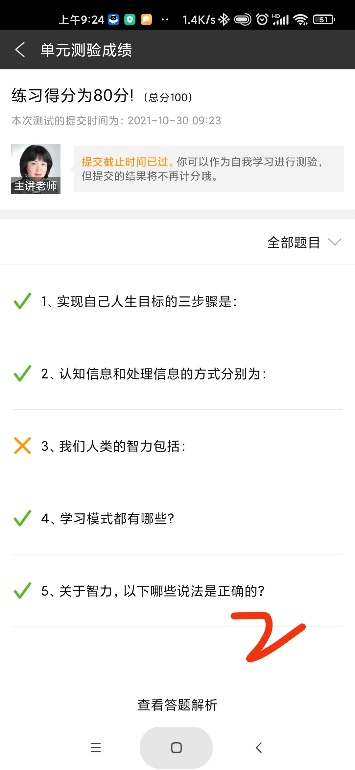 上午9:24 ·· 1.4K/s 51
单元测验成绩
练习得分为80分! (总分100)
本次测试的提交时间为: 2021-10-30 09:23
主讲老师
提交截止时间已过, 你可以作为自我学习进行测验,
但提交的结果将不再计分哦。
全部题目
1、实现自己人生目标的三步骤是:
2、认知信息和处理信息的方式分别为:
3、我们人类的智力包括:
4、学习模式都有哪些?
5、关于智力, 以下哪些说法是正确的?
2
查看答题解析